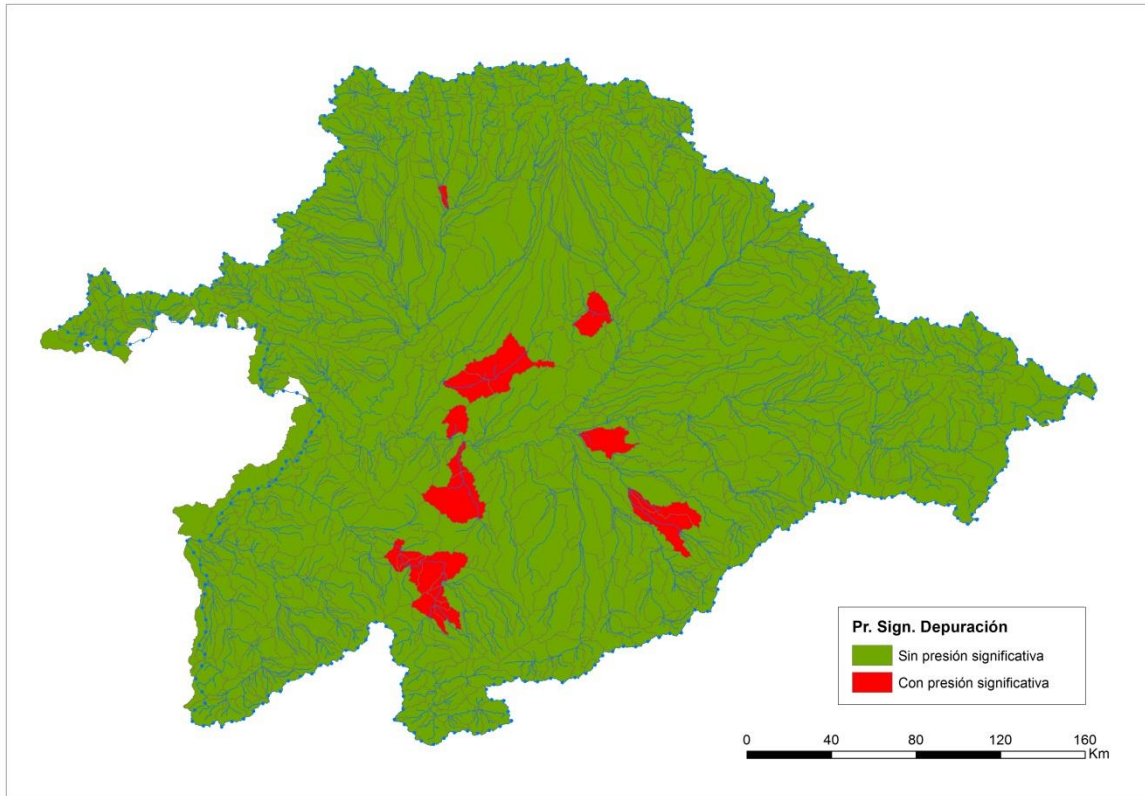 Pr. Sign. Depuración
Sin presión significativa
Con presión significativa
0 40 80 120 160
Km